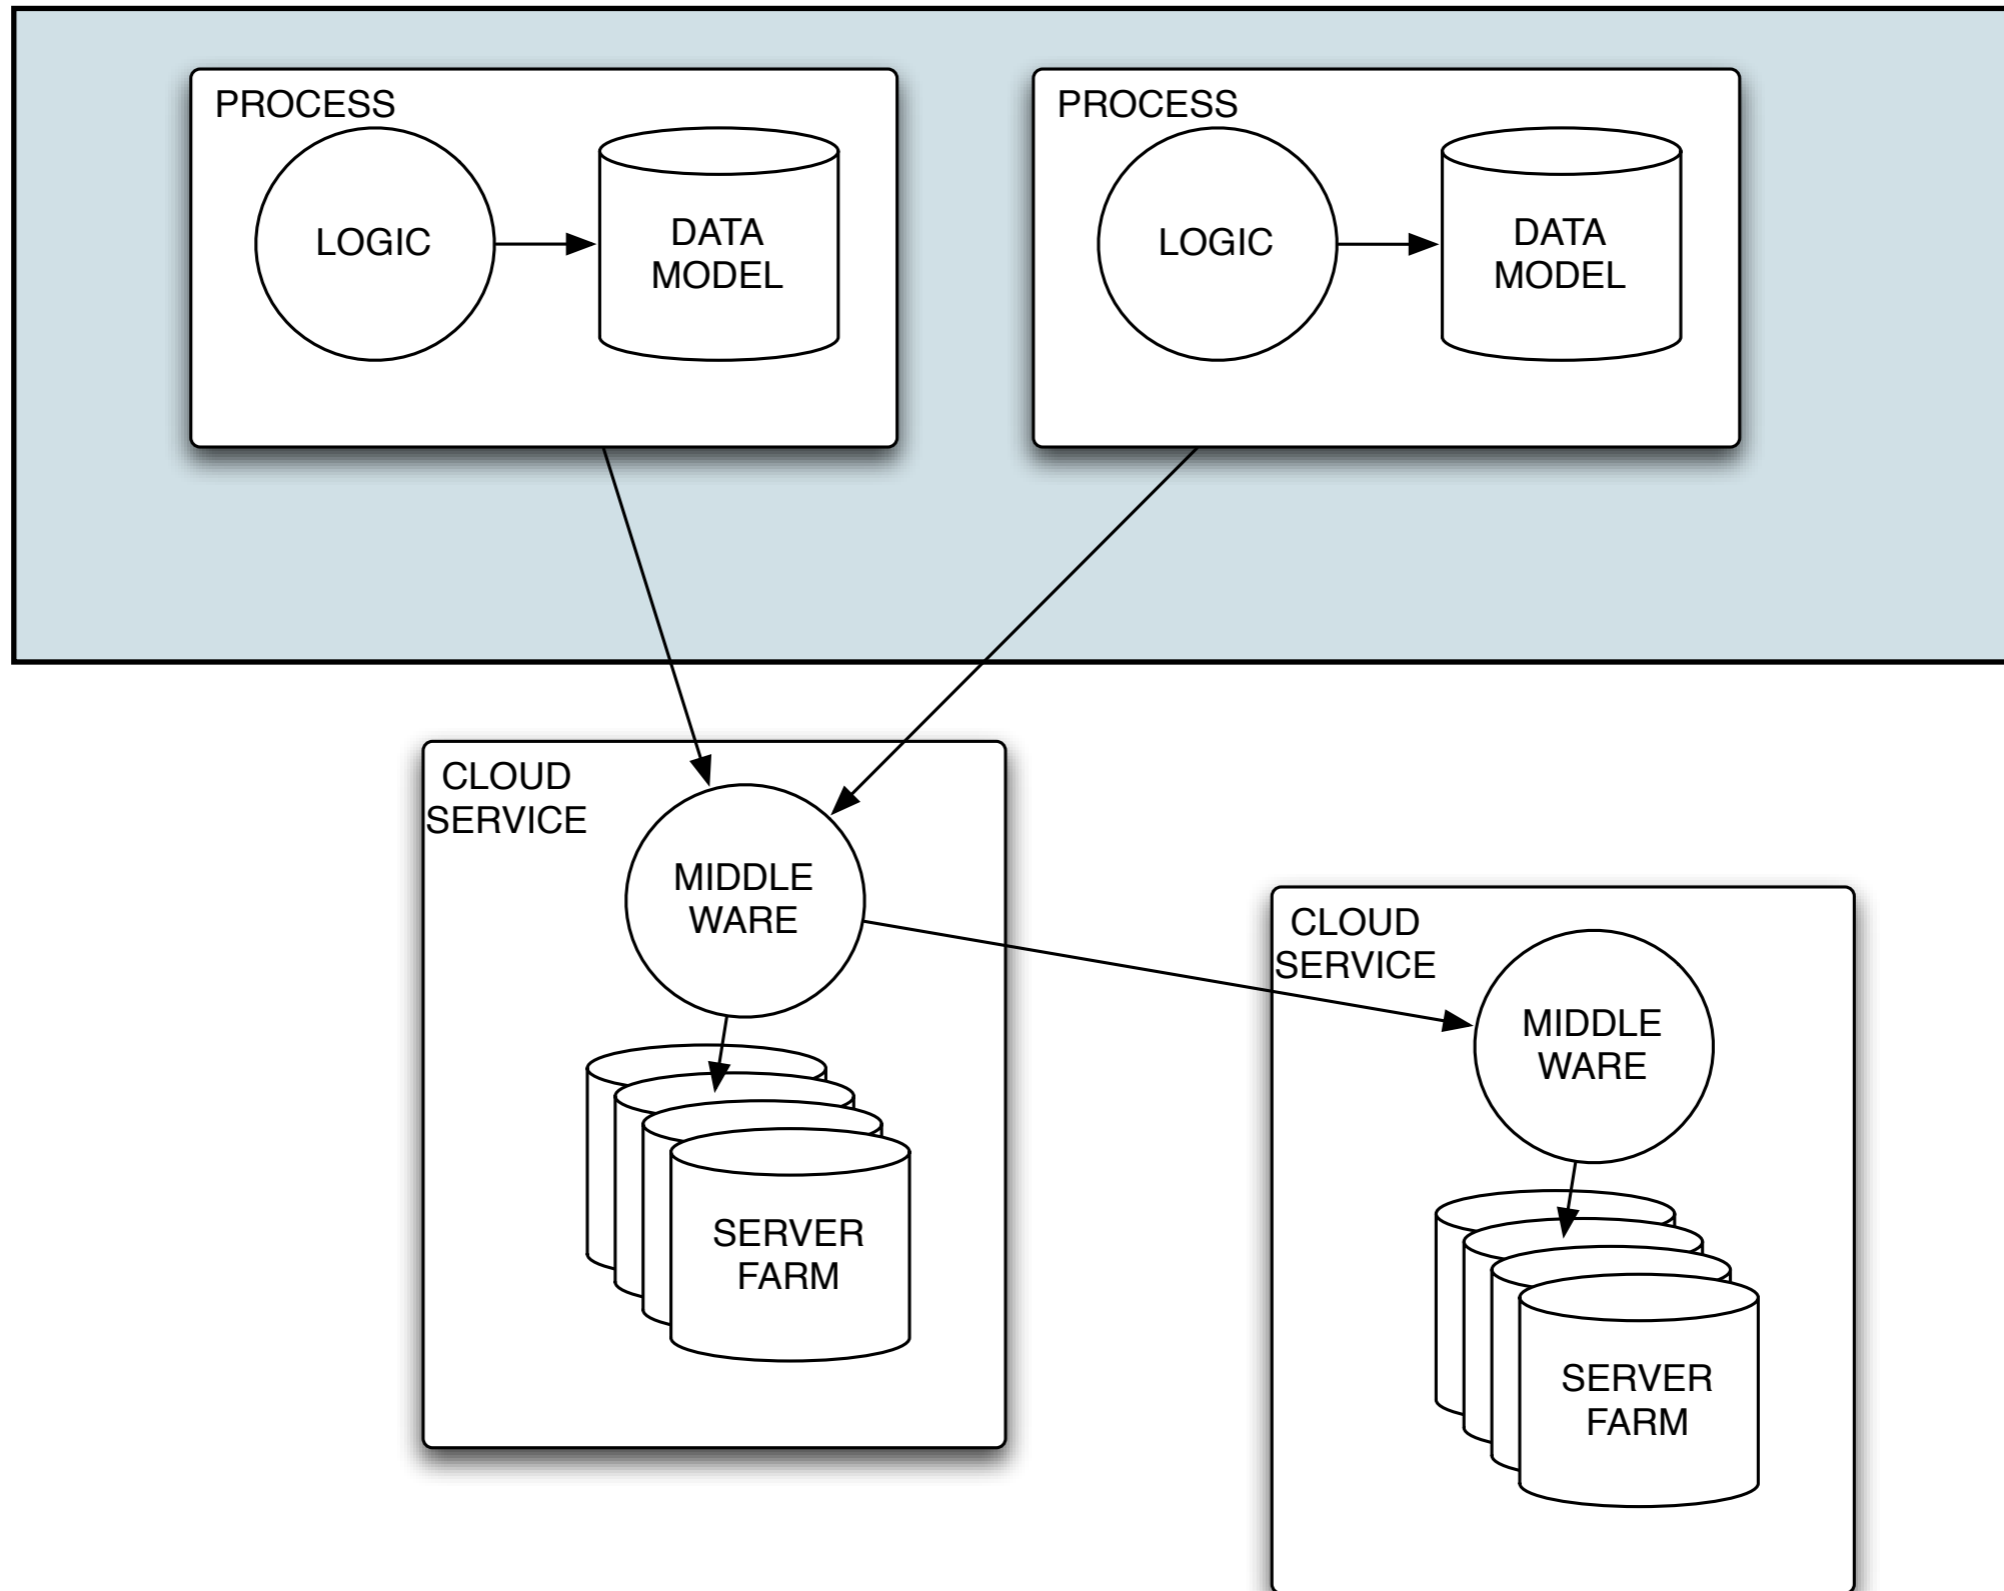 PROCESS
LOGIC
DATA
MODEL
PROCESS
LOGIC
DATA
MODEL
CLOUD
SERVICE
MIDDLE
WARE
SERVER
FARM
CLOUD
SERVICE
MIDDLE
WARE
SERVER
FARM